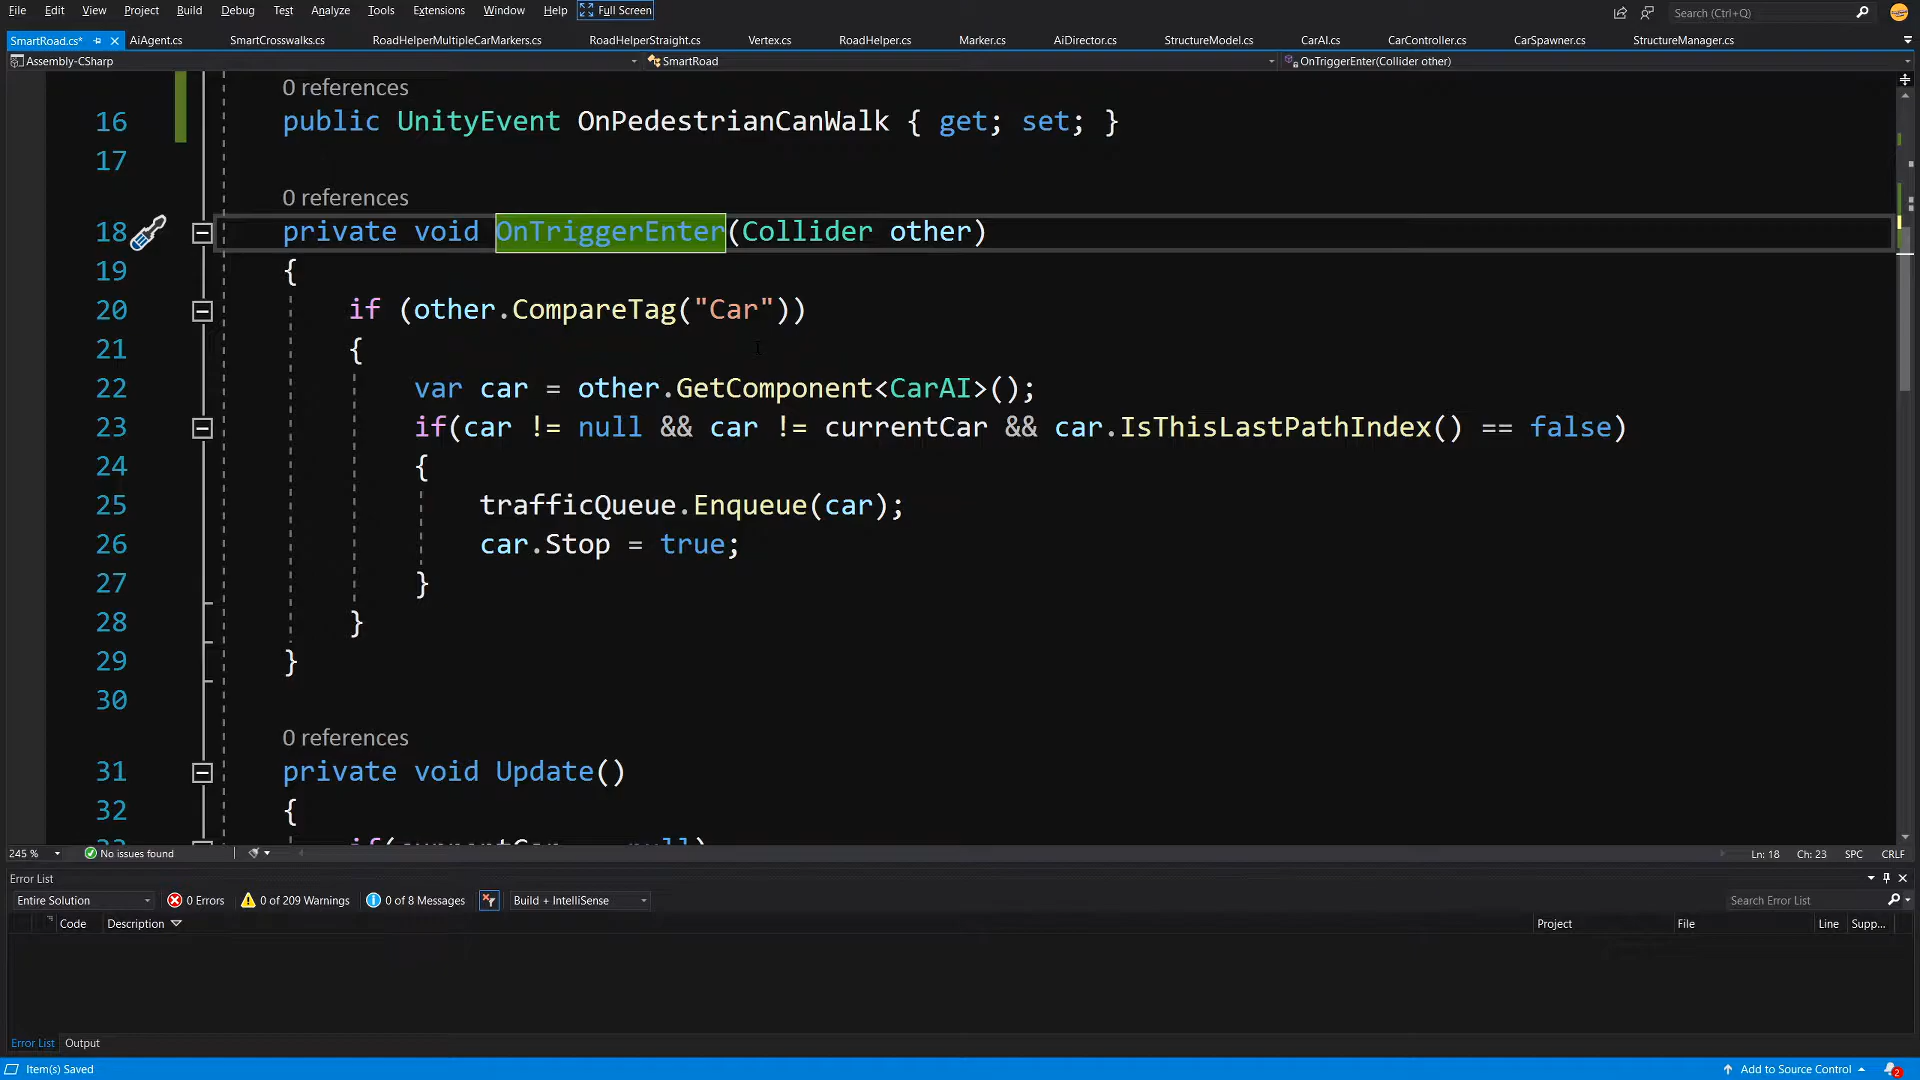 File Edit View Project Build Debug Test Analyze Tools Extensions Window Help Full Screen Search (Ctrl+Q)
SmartRoad.cs* AiAgent.cs SmartCrosswalks.cs RoadHelperMultipleCarMarkers.cs RoadHelperStraight.cs Vertex.cs RoadHelper.cs Marker.cs AiDirector.cs StructureModel.cs CarAI.cs CarController.cs CarSpawner.cs StructureManager.cs
Assembly-CSharp SmartRoad OnTriggerEnter(Collider other)
0 references
16 public UnityEvent OnPedestrianCanWalk { get; set; }
17
0 references
18 private void OnTriggerEnter(Collider other)
19 {
20 if (other.CompareTag("Car"))
21 {
22 var car = other.GetComponent<CarAI>();
23 if(car != null && car != currentCar && car.IsThisLastPathIndex() == false)
24 {
25 trafficQueue.Enqueue(car);
26 car.Stop = true;
27 }
28 }
29 }
30
0 references
31 private void Update()
32 {
245 % No issues found Ln: 18 Ch: 23 SPC CRLF
Error List
Entire Solution 0 Errors 0 of 209 Warnings 0 of 8 Messages Build + IntelliSense Search Error List
Code Description Project File Line Supp...
Error List Output
Item(s) Saved Add to Source Control 2